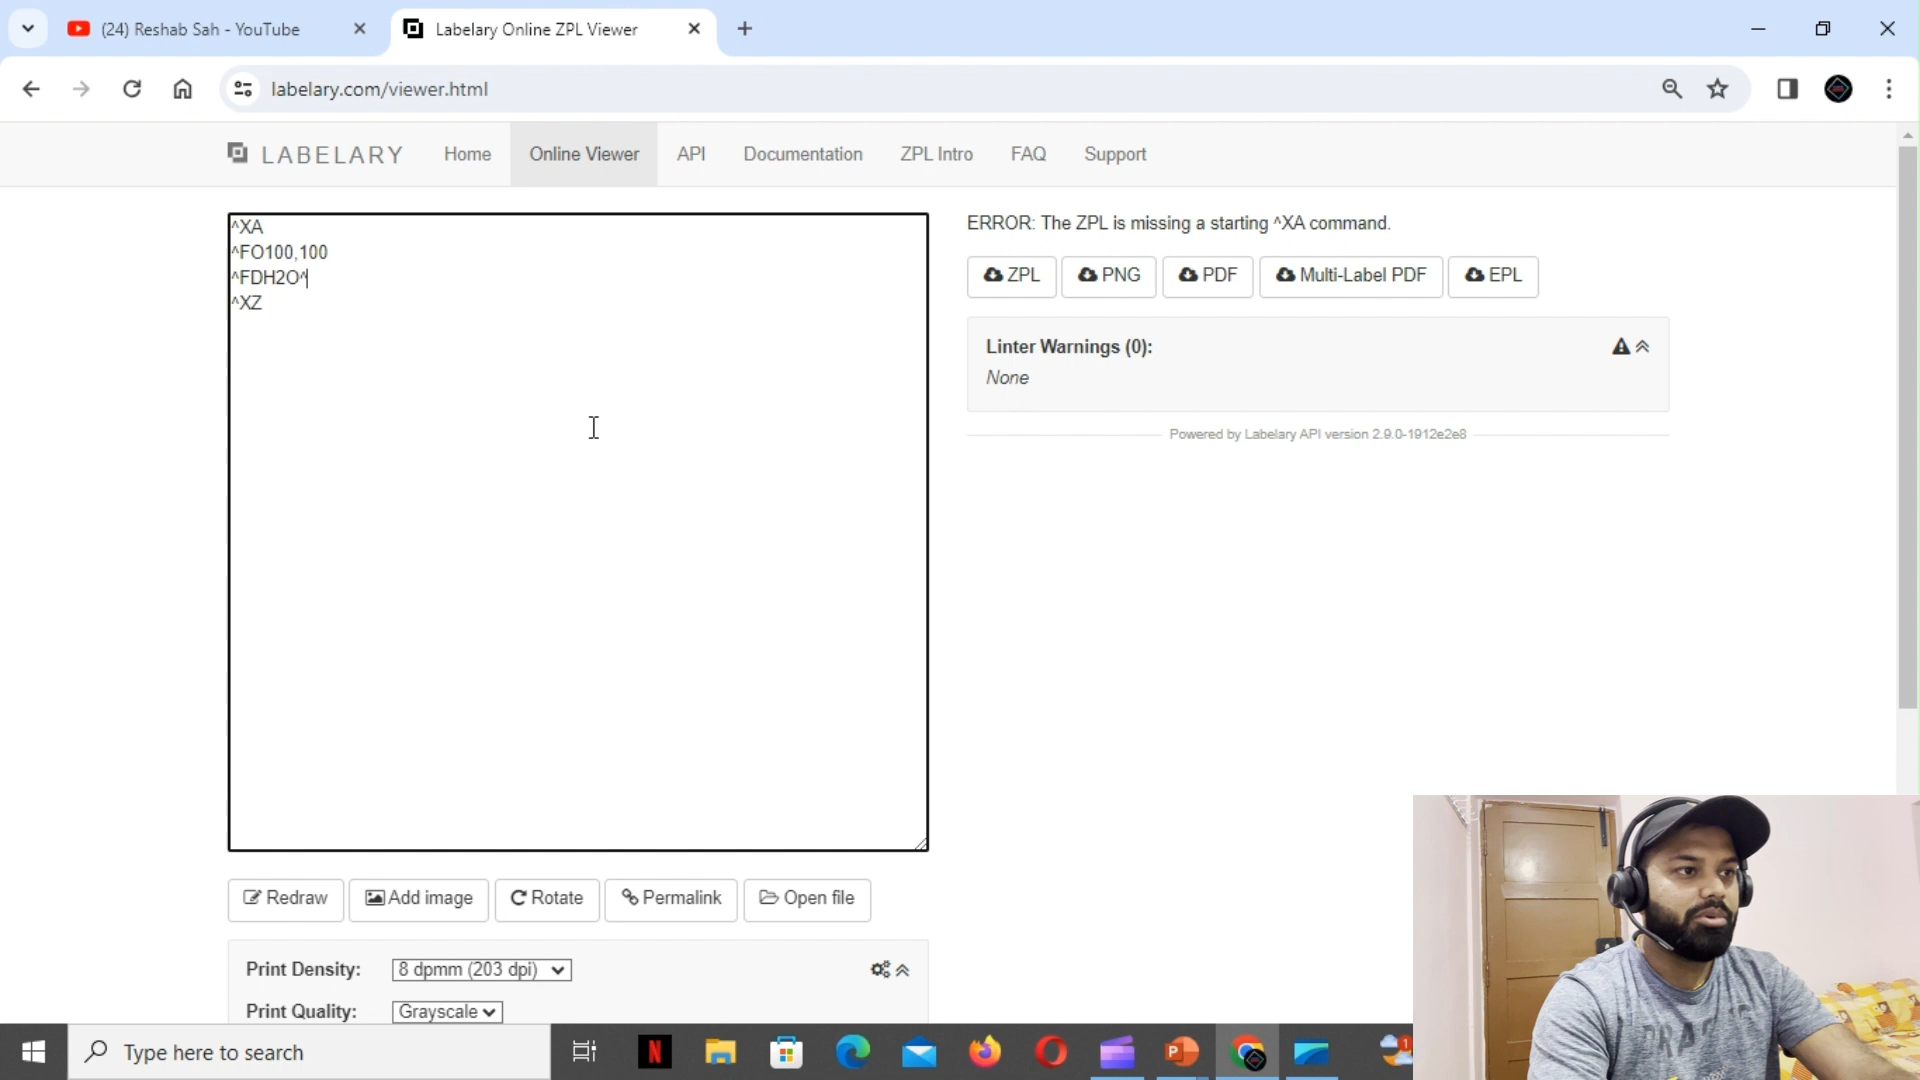 (24) Reshab Sah - YouTube
Labelary Online ZPL Viewer
labelary.com/viewer.html
LABELARY
Home
Online Viewer
API
Documentation
ZPL Intro
FAQ
Support
^XA
^FO100,100
^FDH2O^
^XZ
ERROR: The ZPL is missing a starting ^XA command.
ZPL
PNG
PDF
Multi-Label PDF
EPL
Linter Warnings (0):
None
Powered by Labelary API version 2.9.0-1912e2e8
Redraw
Add image
Rotate
Permalink
Open file
Print Density:
8 dpmm (203 dpi)
Print Quality:
Grayscale
Type here to search
1